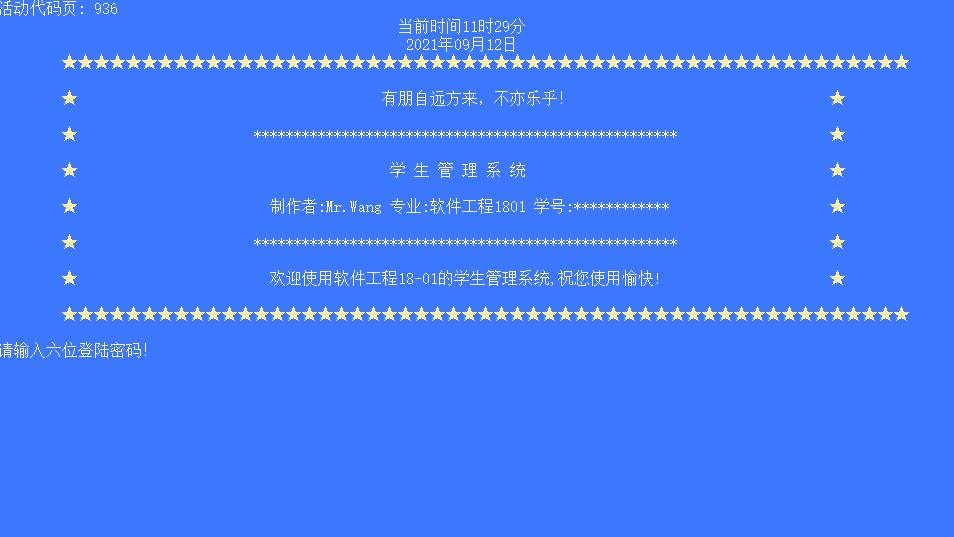 活动代码页: 936
当前时间11时29分
2021年09月12日
★★★★★★★★★★★★★★★★★★★★★★★★★★★★★★★★★★★★★★★★★★★★★★★★★★★★★
★ 有朋自远方来，不亦乐乎! ★
★ ***************************************************** ★
★ 学 生 管 理 系 统 ★
★ 制作者:Mr.Wang 专业:软件工程1801 学号:************ ★
★ ***************************************************** ★
★ 欢迎使用软件工程18-01的学生管理系统,祝您使用愉快! ★
★★★★★★★★★★★★★★★★★★★★★★★★★★★★★★★★★★★★★★★★★★★★★★★★★★★★★
请输入六位登陆密码!